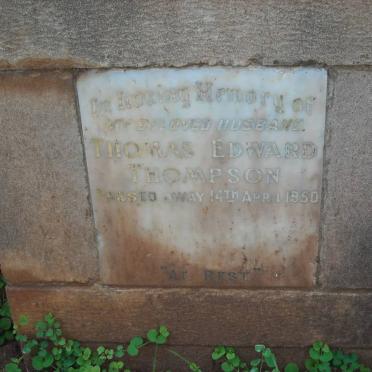 In Loving Memory of
MY BELOVED HUSBAND
THOMAS EDWARD
THOMPSON
PASSED AWAY 14TH APRIL 1950
"AT REST"